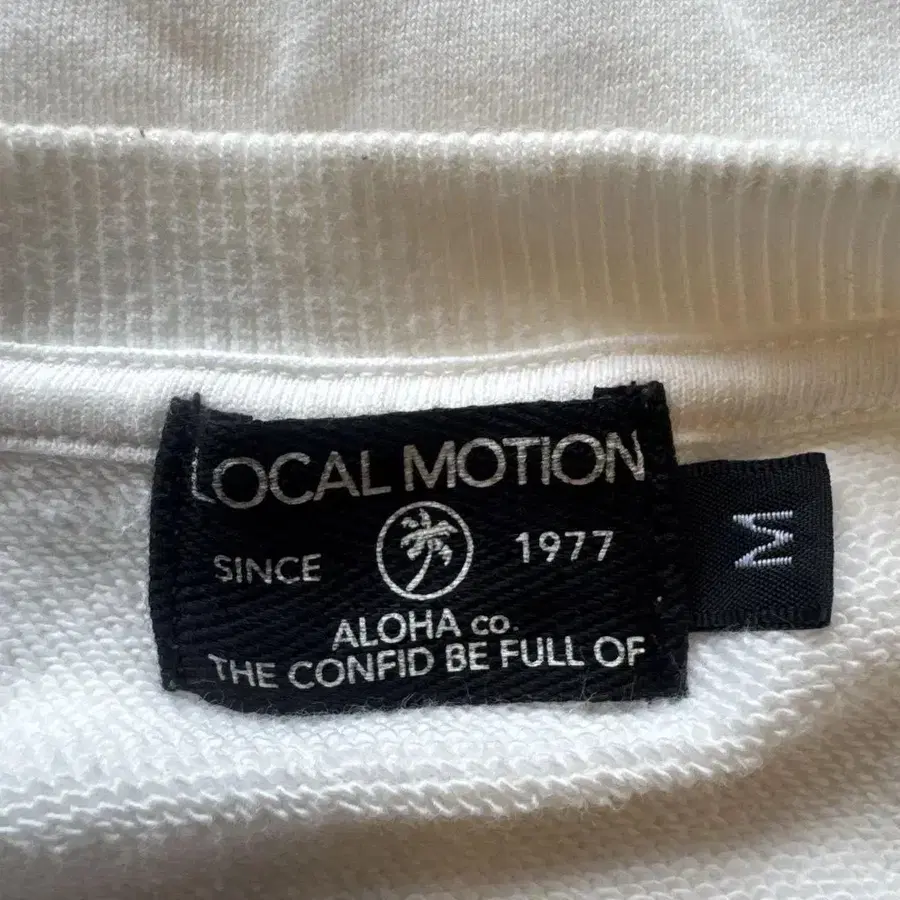 LOCAL MOTION
SINCE 1977
ALOHA co.
THE CONFID BE FULL OF
M